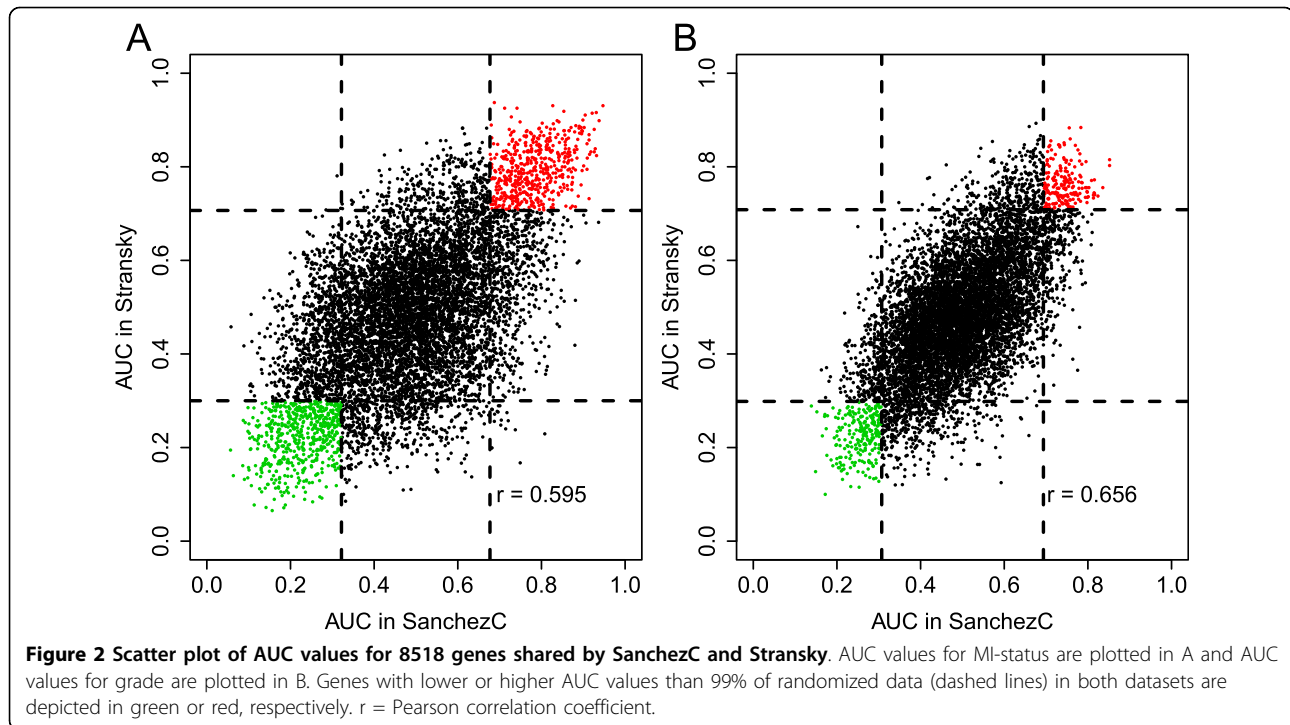 A
B
1.0
0.8
0.6
0.4
0.2
0.0
AUC in Stransky
r = 0.595
0.0 0.2 0.4 0.6 0.8 1.0
AUC in SanchezC
1.0
0.8
0.6
0.4
0.2
0.0
AUC in Stransky
r = 0.656
0.0 0.2 0.4 0.6 0.8 1.0
AUC in SanchezC
Figure 2 Scatter plot of AUC values for 8518 genes shared by SanchezC and Stransky. AUC values for MI-status are plotted in A and AUC
values for grade are plotted in B. Genes with lower or higher AUC values than 99% of randomized data (dashed lines) in both datasets are
depicted in green or red, respectively. r = Pearson correlation coefficient.